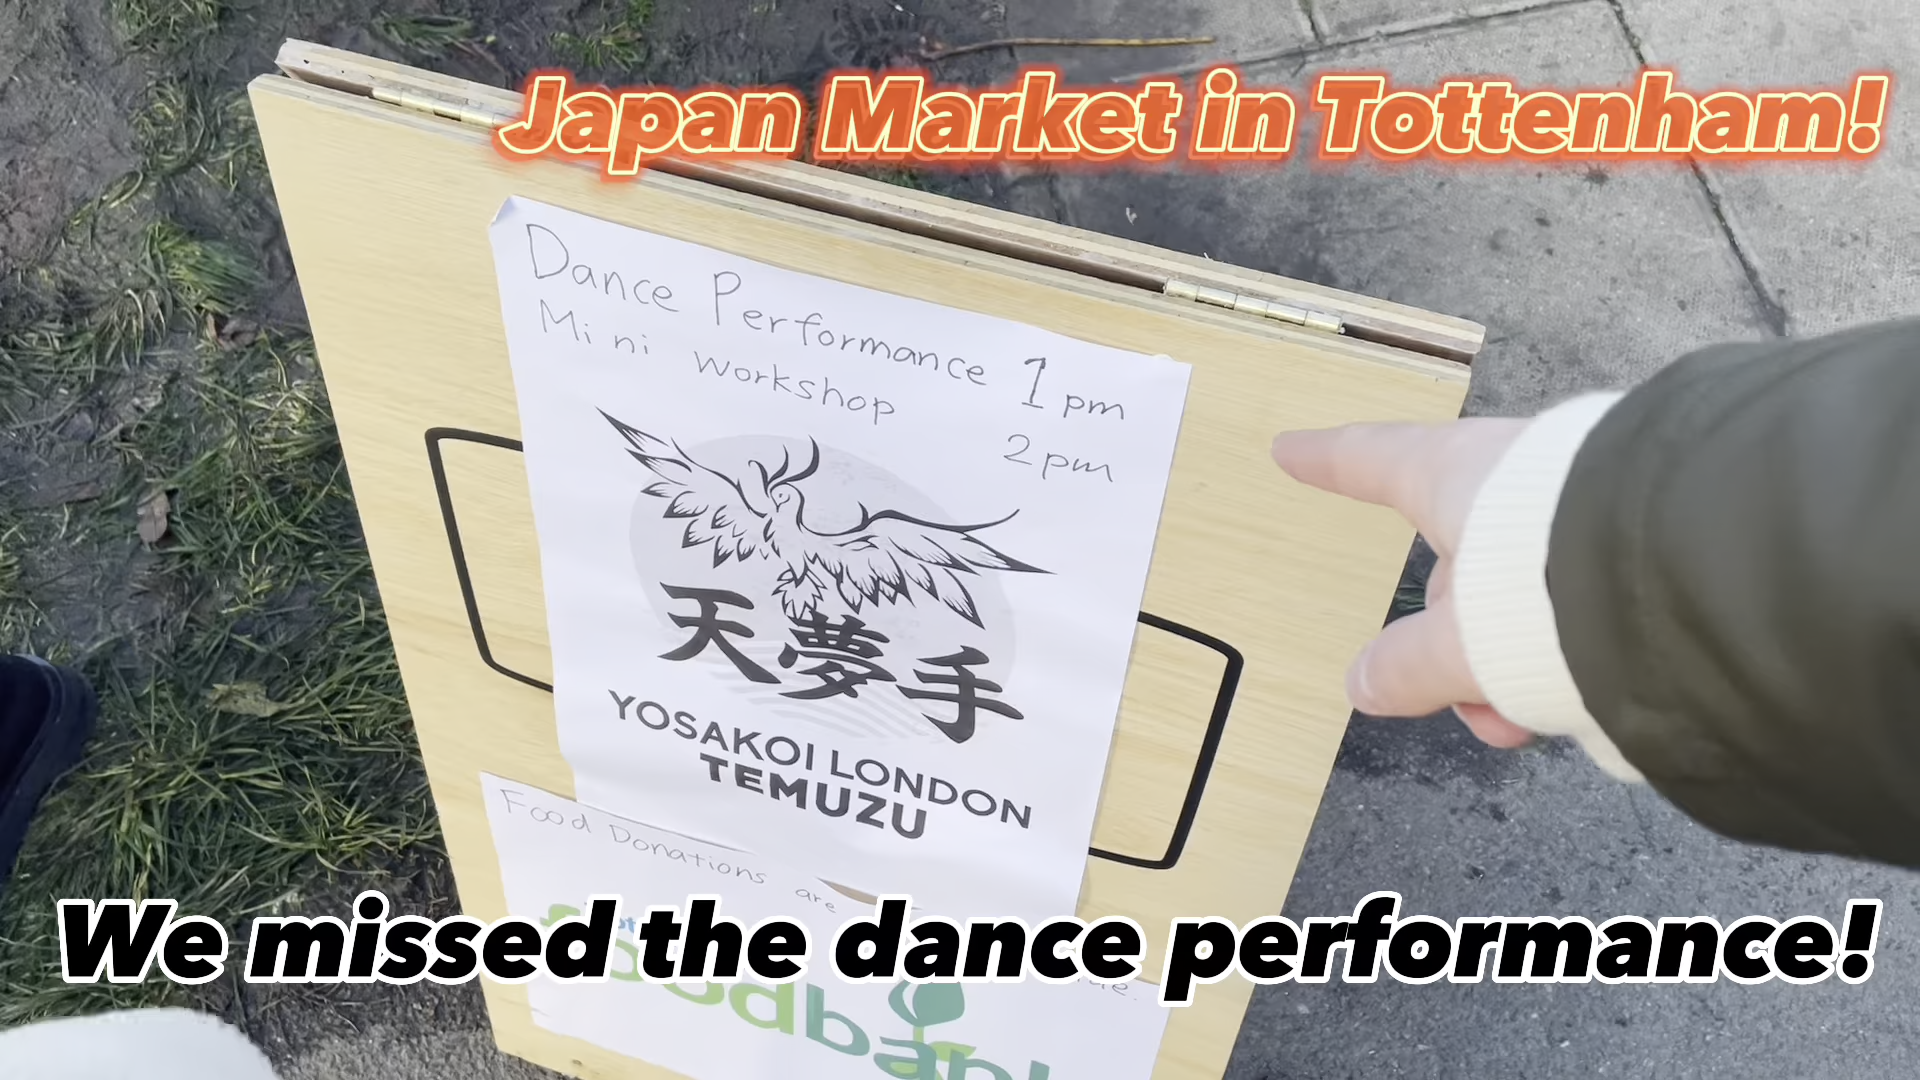 Japan Market in Tottenham!
Dance Performance 1pm
Mini workshop 2pm
天夢手
YOSAKOI LONDON
TEMUZU
Food Donations are
foodbank
We missed the dance performance!